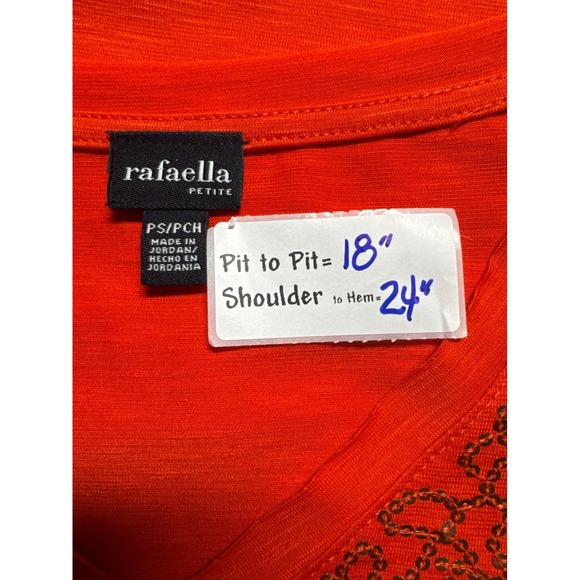 rafaella
PETITE
PS/PCH
MADE IN
JORDAN/
HECHO EN
JORDANIA
Pit to Pit= 18"
Shoulder to Hem= 24"